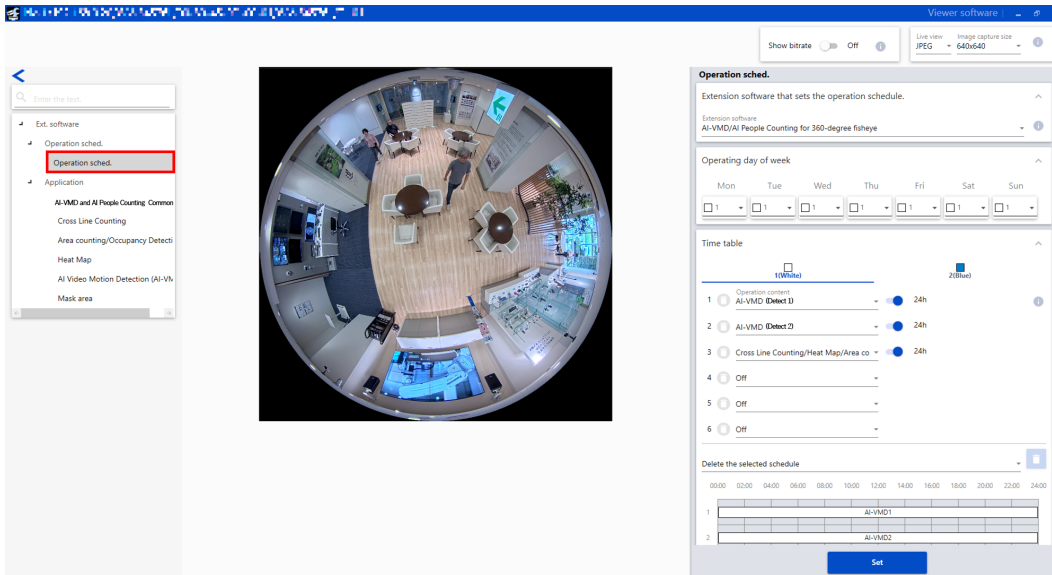 Viewer software
Show bitrate
Off
Live view
JPEG
Image capture size
640x640
Enter the text.
Ext. software
Operation sched.
Operation sched.
Application
AI-VMD and AI People Counting Common
Cross Line Counting
Area counting/Occupancy Detecti
Heat Map
AI Video Motion Detection (AI-VM
Mask area
Operation sched.
Extension software that sets the operation schedule.
Extension software
AI-VMD/AI People Counting for 360-degree fisheye
Operating day of week
Mon Tue Wed Thu Fri Sat Sun
1 1 1 1 1 1 1
Time table
1(White) 2(Blue)
Operation content
1 AI-VMD (Detect 1) 24h
2 AI-VMD (Detect 2) 24h
3 Cross Line Counting/Heat Map/Area co 24h
4 Off
5 Off
6 Off
Delete the selected schedule
00:00 02:00 04:00 06:00 08:00 10:00 12:00 14:00 16:00 18:00 20:00 22:00 24:00
1 AI-VMD1
2 AI-VMD2
Set